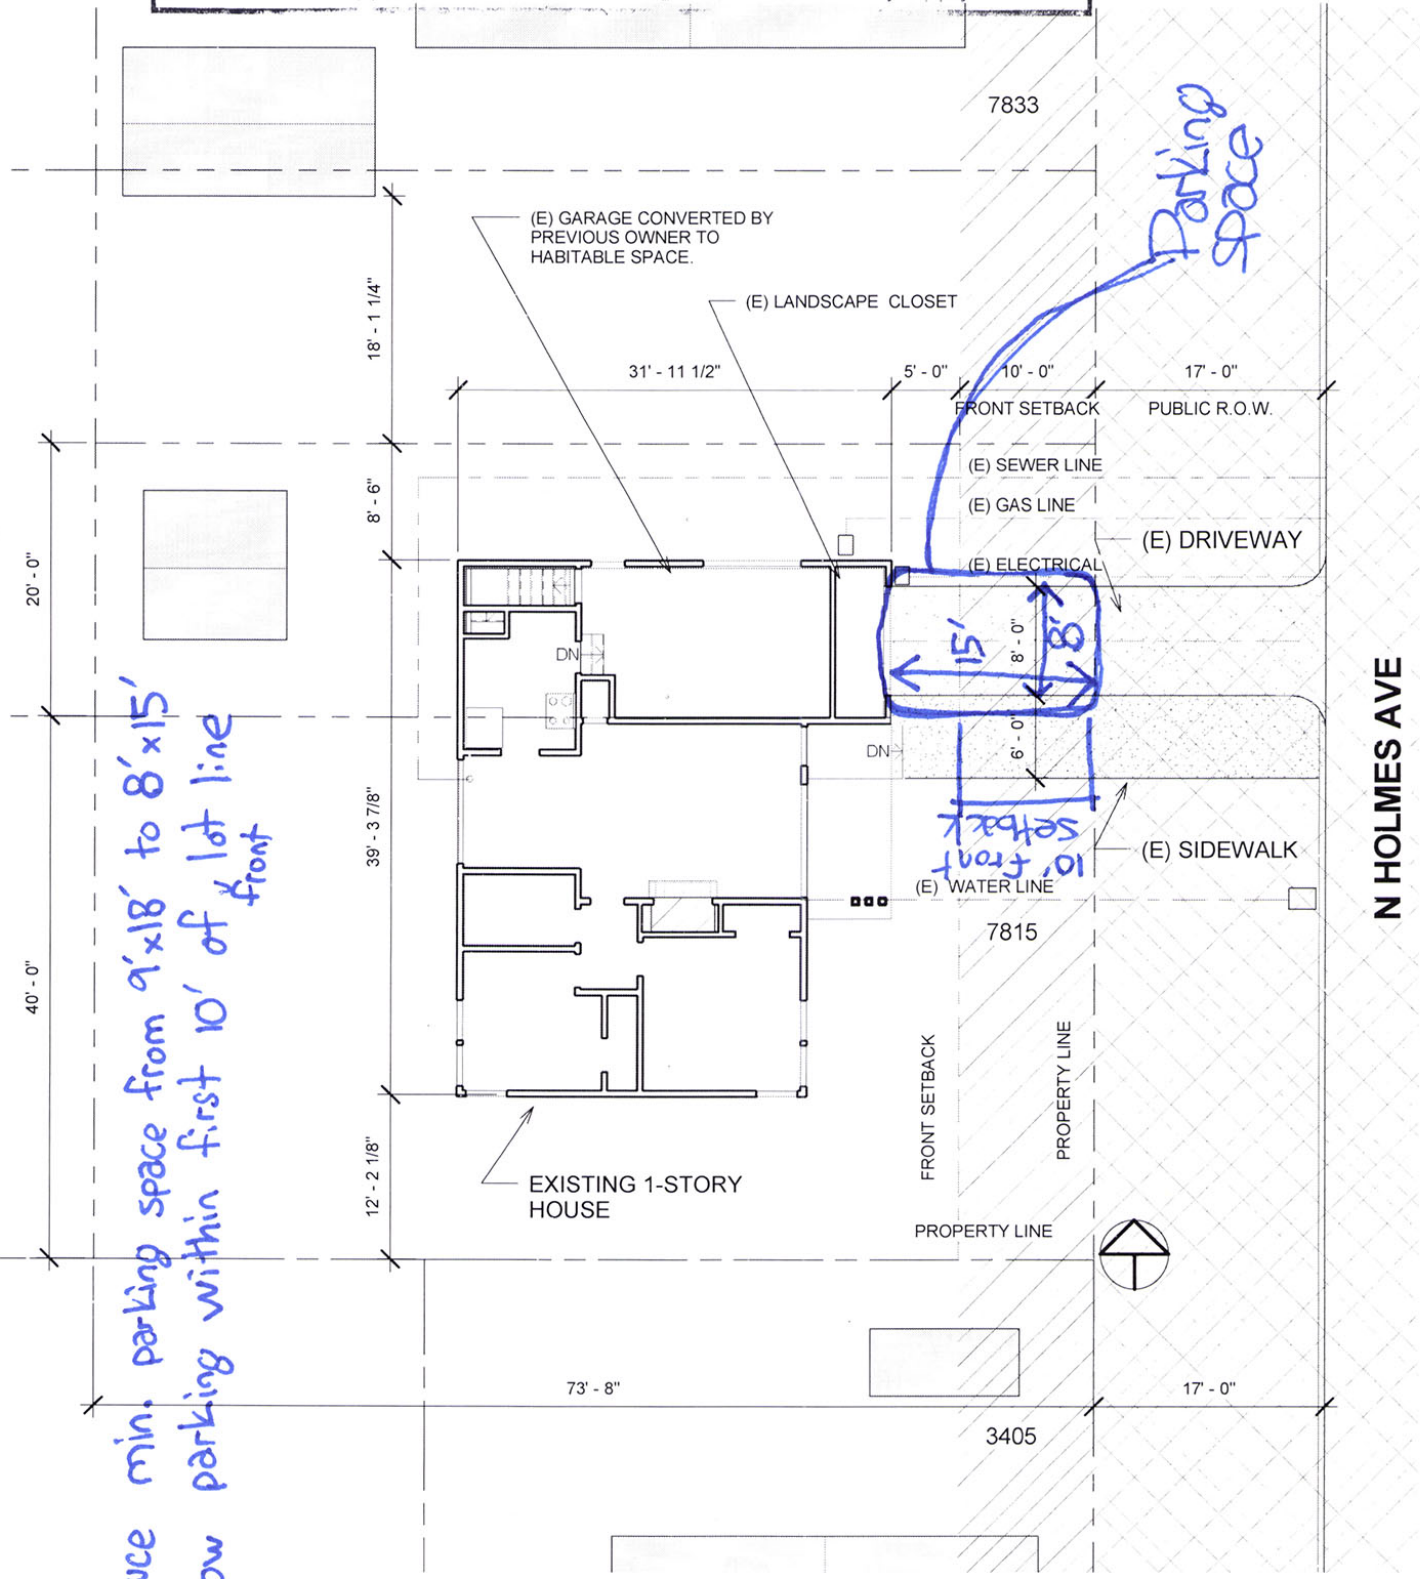 7833
Parking
space
(E) GARAGE CONVERTED BY
PREVIOUS OWNER TO
HABITABLE SPACE.
(E) LANDSCAPE CLOSET
18' - 1 1/4"
31' - 11 1/2"
5' - 0"
10' - 0"
17' - 0"
FRONT SETBACK
PUBLIC R.O.W.
(E) SEWER LINE
8' - 6"
(E) GAS LINE
(E) DRIVEWAY
(E) ELECTRICAL
20' - 0"
15'
8' - 0"
8'
DN
DN
6' - 0"
10' front
setback
N HOLMES AVE
39' - 3 7/8"
(E) SIDEWALK
(E) WATER LINE
7815
40' - 0"
FRONT SETBACK
PROPERTY LINE
12' - 2 1/8"
EXISTING 1-STORY
HOUSE
PROPERTY LINE
73' - 8"
17' - 0"
3405
min. parking space from 9'x18' to 8'x15'
parking within first 10' of lot line
front